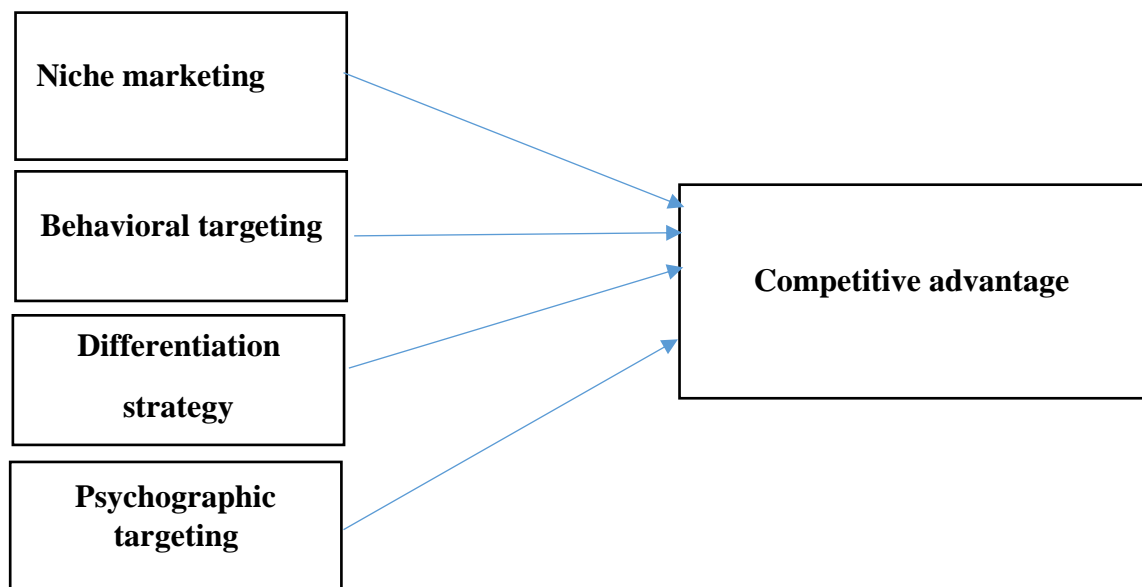 Niche marketing
Behavioral targeting
Differentiation
strategy
Psychographic
targeting
Competitive advantage